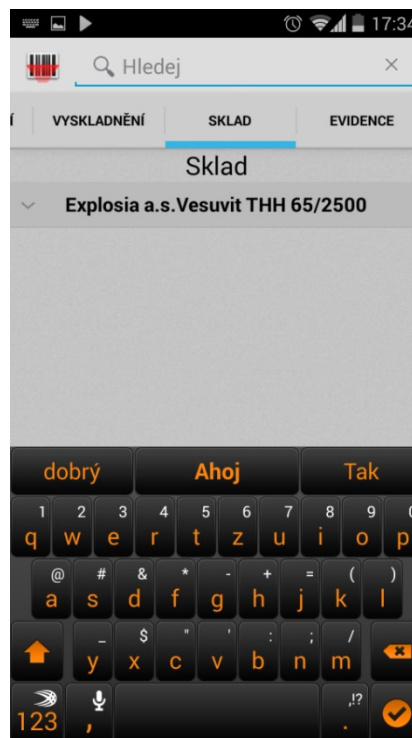 17:34
Hledej
Í VYSKLADNĚNÍ SKLAD EVIDENCE
Sklad
Explosia a.s.Vesuvit THH 65/2500
dobrý Ahoj Tak
1 2 3 4 5 6 7 8 9 0
q w e r t z u i o p
@ # & * - + = ( )
a s d f g h j k l
_ $ " ' : ; /
y x c v b n m
,!?
123 , .